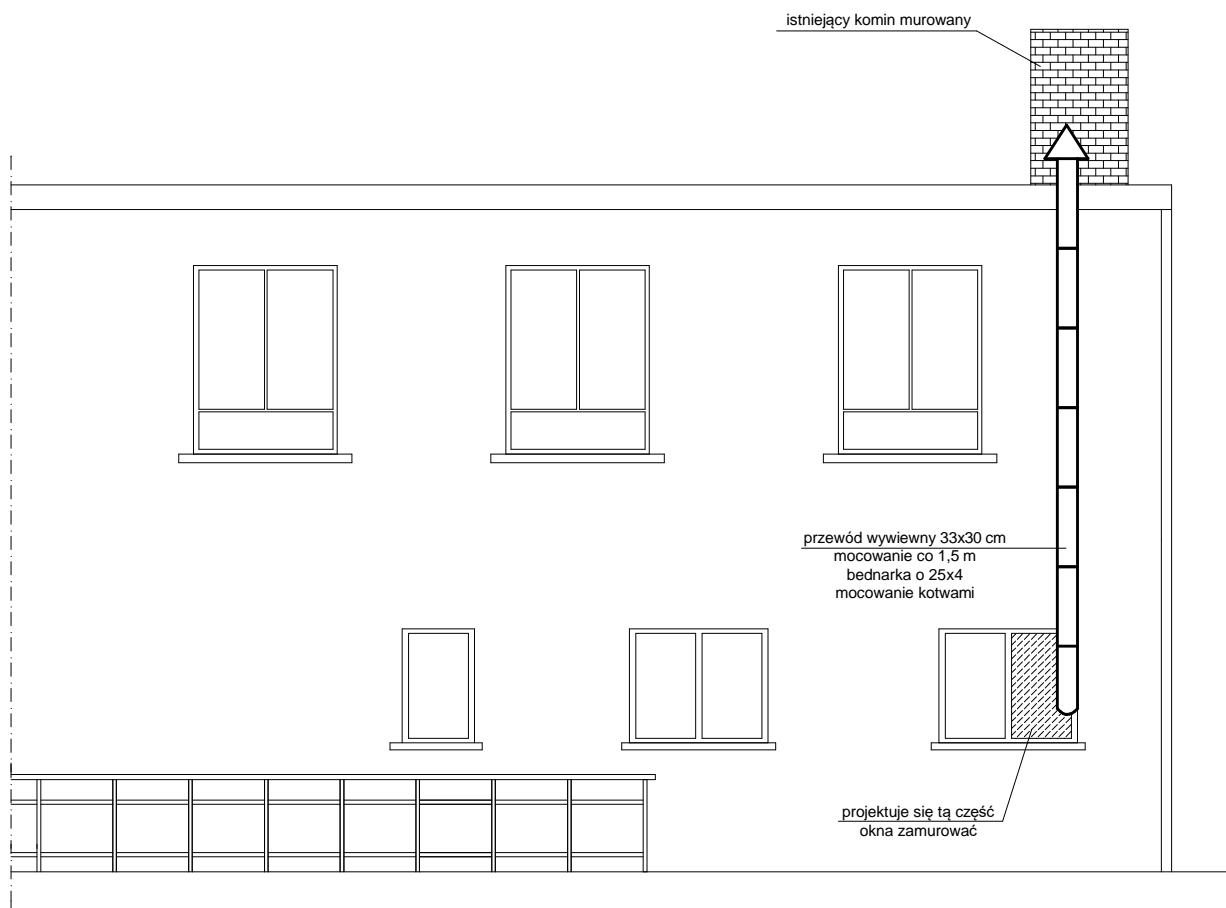 istniejący komin murowany
przewód wywiewny 33x30 cm
mocowanie co 1,5 m
bednarka o 25x4
mocowanie kotwami
projektuje się tą część
okna zamurować